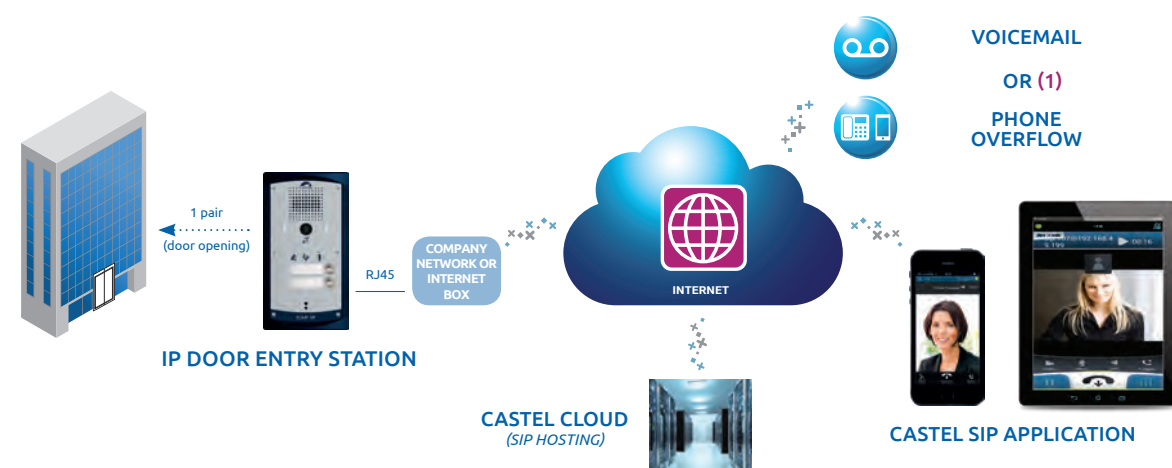 VOICEMAIL
OR (1)
PHONE
OVERFLOW
1 pair
(door opening)
RJ45
COMPANY
NETWORK OR
INTERNET
BOX
INTERNET
IP DOOR ENTRY STATION
CASTEL CLOUD
(SIP HOSTING)
CASTEL SIP APPLICATION